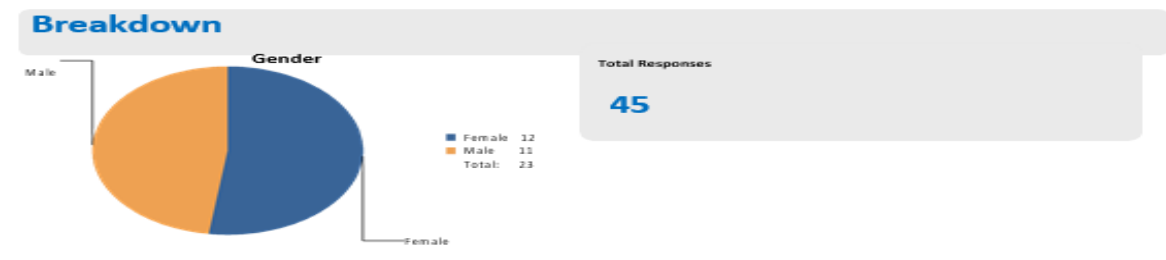 Breakdown
Gender
Male
Female 12
Male 11
Total: 23
Female
Total Responses
45